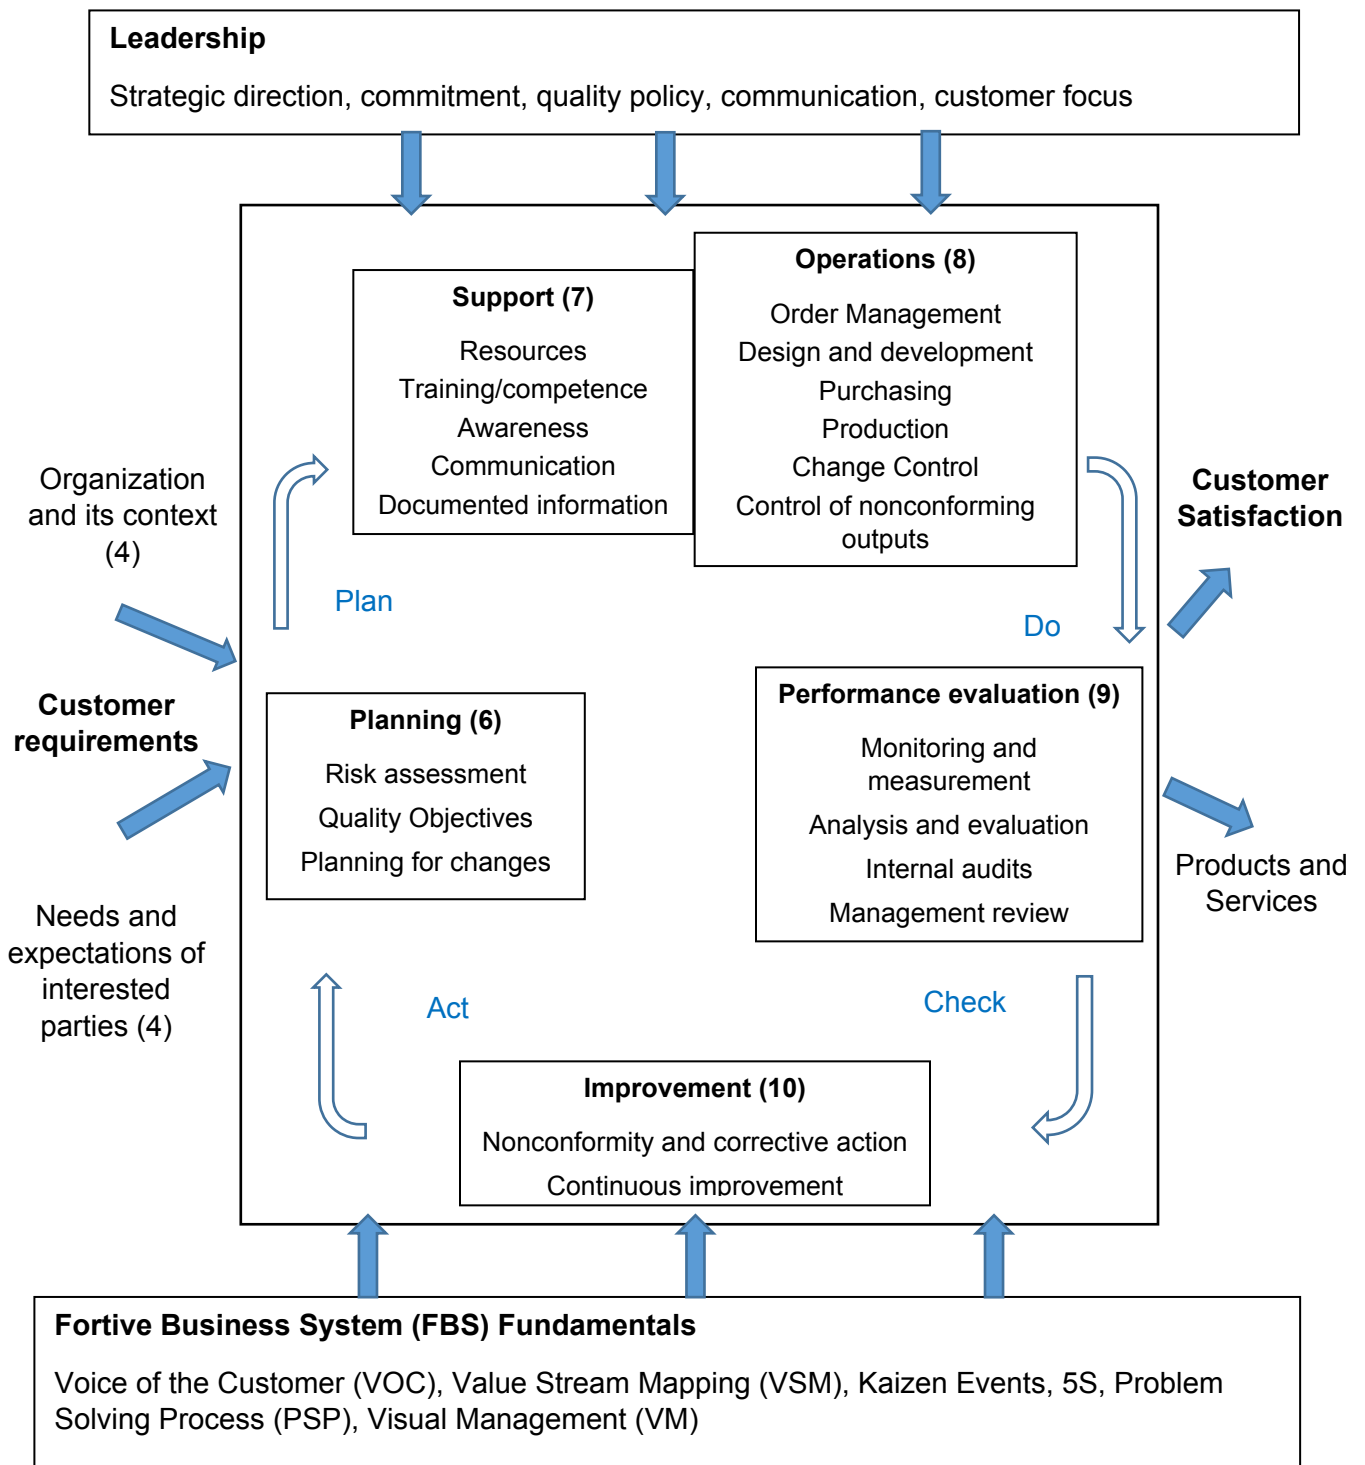 Leadership
Strategic direction, commitment, quality policy, communication, customer focus
Support (7)
Resources
Training/competence
Awareness
Communication
Documented information
Operations (8)
Order Management
Design and development
Purchasing
Production
Change Control
Control of nonconforming
outputs
Organization
and its context
(4)
Customer
requirements
Needs and
expectations of
interested
parties (4)
Plan
Do
Customer
Satisfaction
Planning (6)
Risk assessment
Quality Objectives
Planning for changes
Performance evaluation (9)
Monitoring and
measurement
Analysis and evaluation
Internal audits
Management review
Products and
Services
Act
Check
Improvement (10)
Nonconformity and corrective action
Continuous improvement
Fortive Business System (FBS) Fundamentals
Voice of the Customer (VOC), Value Stream Mapping (VSM), Kaizen Events, 5S, Problem
Solving Process (PSP), Visual Management (VM)